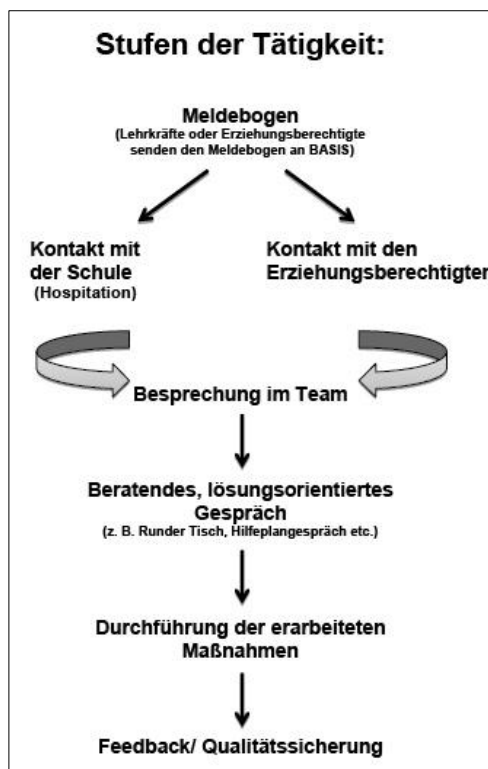 Stufen der Tätigkeit:
Meldebogen
(Lehrkräfte oder Erziehungsberechtigte
senden den Meldebogen an BASIS)
Kontakt mit
der Schule
(Hospitation)
Kontakt mit den
Erziehungsberechtigter
Besprechung im Team
Beratendes, lösungsorientiertes
Gespräch
(z. B. Runder Tisch, Hilfeplangespräch etc.)
Durchführung der erarbeiteten
Maßnahmen
Feedback/ Qualitätssicherung